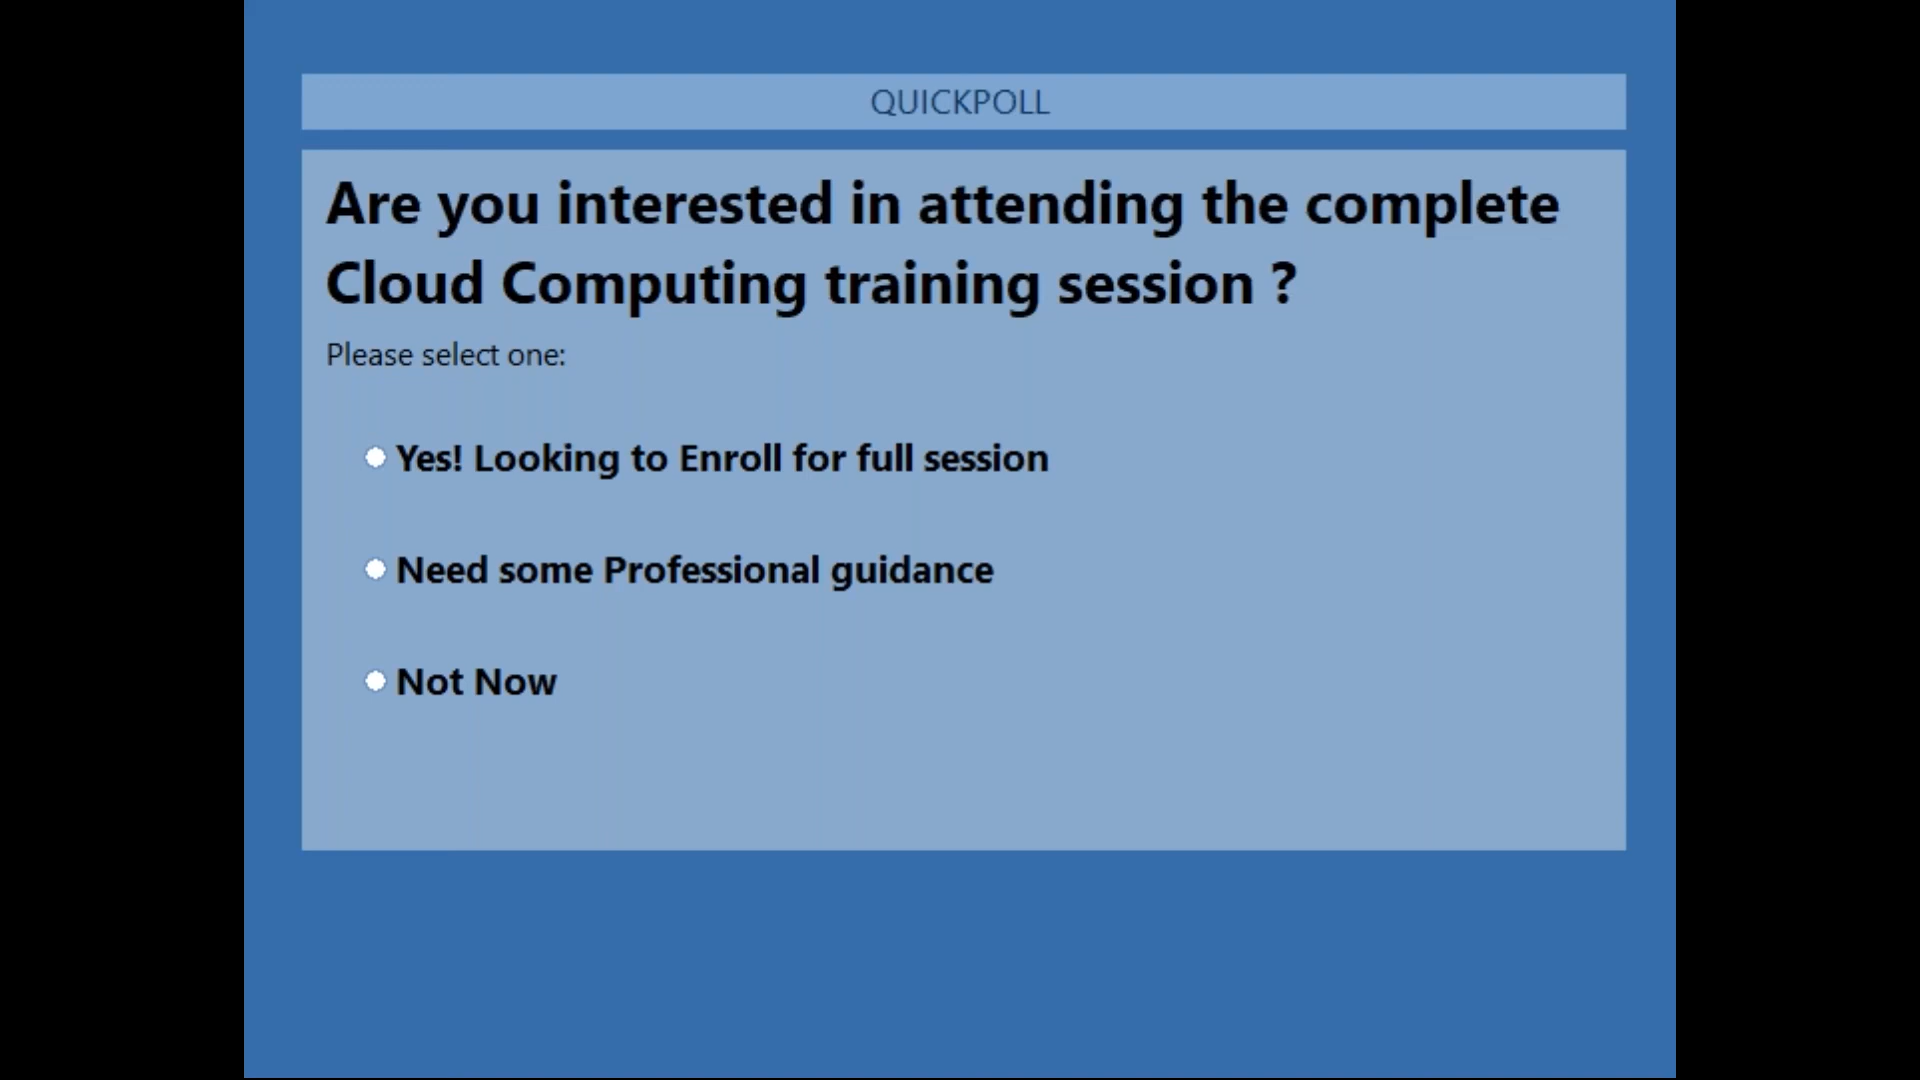 QUICKPOLL
Are you interested in attending the complete
Cloud Computing training session ?
Please select one:
Yes! Looking to Enroll for full session
Need some Professional guidance
Not Now